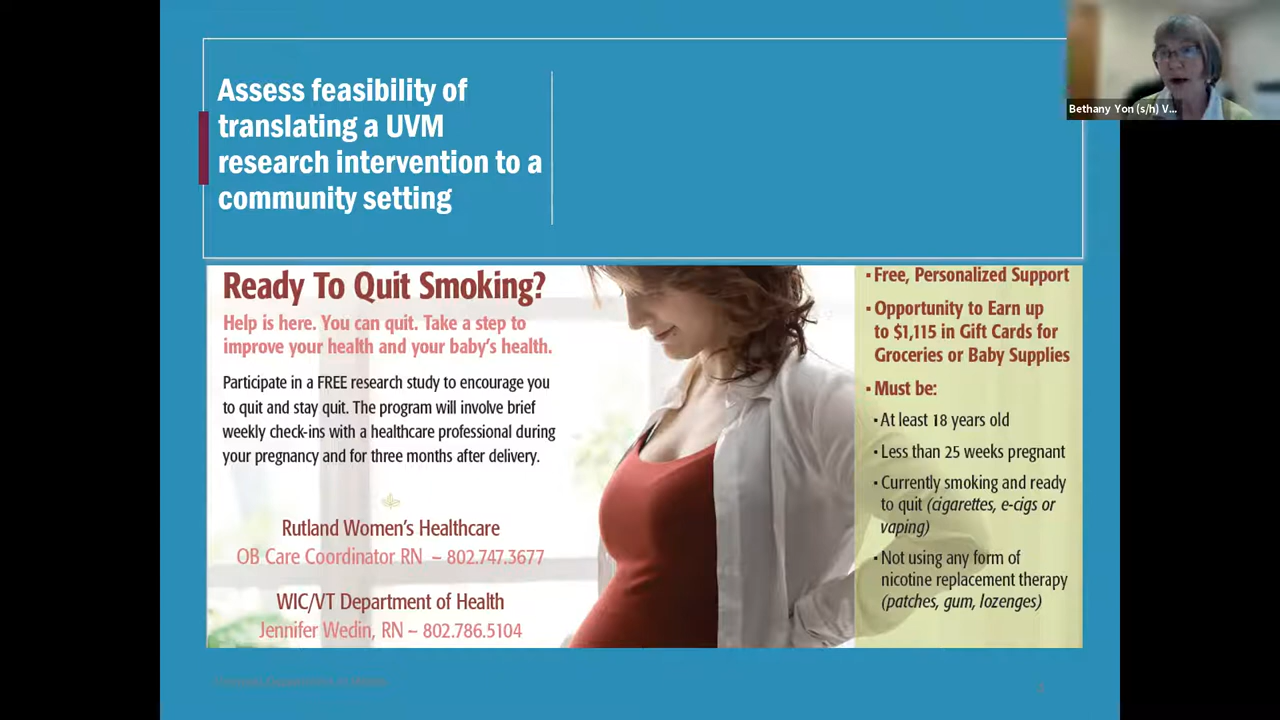 Assess feasibility of
translating a UVM
research intervention to a
community setting
Bethany Yon (s/h) V...
Ready To Quit Smoking?
Help is here. You can quit. Take a step to
improve your health and your baby's health.
Participate in a FREE research study to encourage you
to quit and stay quit. The program will involve brief
weekly check-ins with a healthcare professional during
your pregnancy and for three months after delivery.
Rutland Women's Healthcare
OB Care Coordinator RN – 802.747.3677
WIC/VT Department of Health
Jennifer Wedin, RN – 802.786.5104
▪ Free, Personalized Support
▪ Opportunity to Earn up
to $1,115 in Gift Cards for
Groceries or Baby Supplies
▪ Must be:
▪ At least 18 years old
▪ Less than 25 weeks pregnant
▪ Currently smoking and ready
to quit (cigarettes, e-cigs or
vaping)
▪ Not using any form of
nicotine replacement therapy
(patches, gum, lozenges)
Vermont Department of Health